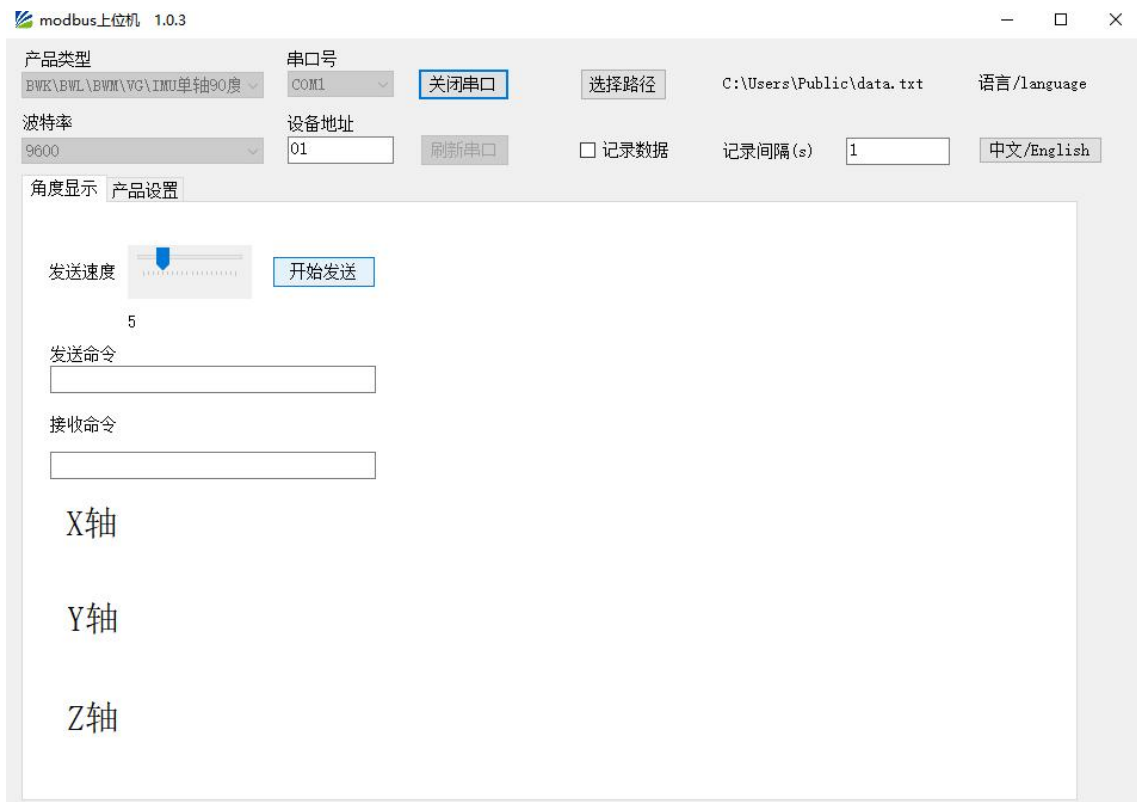 modbus上位机 1.0.3
产品类型 串口号
BWK\BWL\BWM\VG\IMU单轴90度 COM1 关闭串口 选择路径 C:\Users\Public\data.txt 语言/language
波特率 设备地址
9600 01 刷新串口 记录数据 记录间隔(s) 1 中文/English
角度显示 产品设置
发送速度 开始发送
5
发送命令
接收命令
X轴
Y轴
Z轴